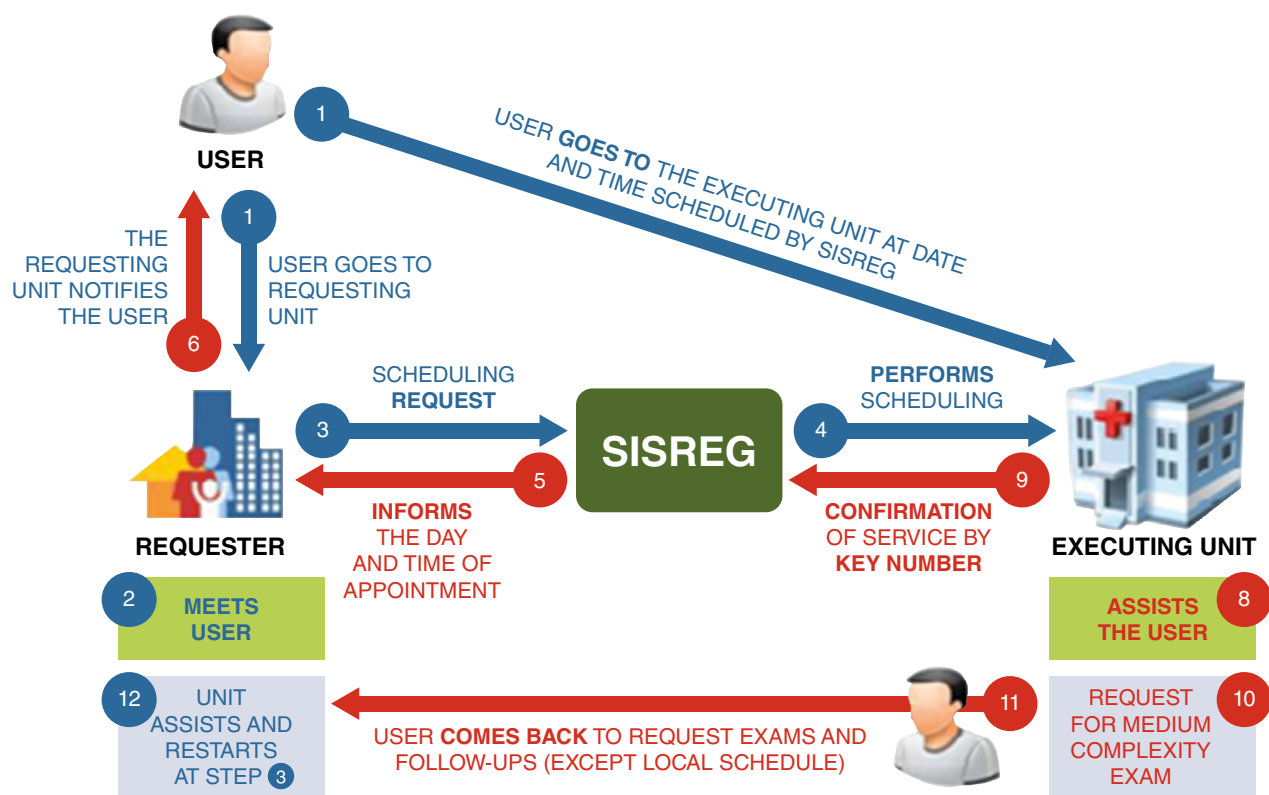 USER
1
USER GOES TO THE EXECUTING UNIT AT DATE
AND TIME SCHEDULED BY SISREG
1
USER GOES TO
REQUESTING
UNIT
THE
REQUESTING
UNIT NOTIFIES
THE USER
6
REQUESTER
3
SCHEDULING
REQUEST
SISREG
4
PERFORMS
SCHEDULING
5
INFORMS
THE DAY
AND TIME OF
APPOINTMENT
9
CONFIRMATION
OF SERVICE BY
KEY NUMBER
EXECUTING UNIT
2
MEETS
USER
8
ASSISTS
THE USER
12
UNIT
ASSISTS AND
RESTARTS
AT STEP 3
11
USER COMES BACK TO REQUEST EXAMS AND
FOLLOW-UPS (EXCEPT LOCAL SCHEDULE)
10
REQUEST
FOR MEDIUM
COMPLEXITY
EXAM